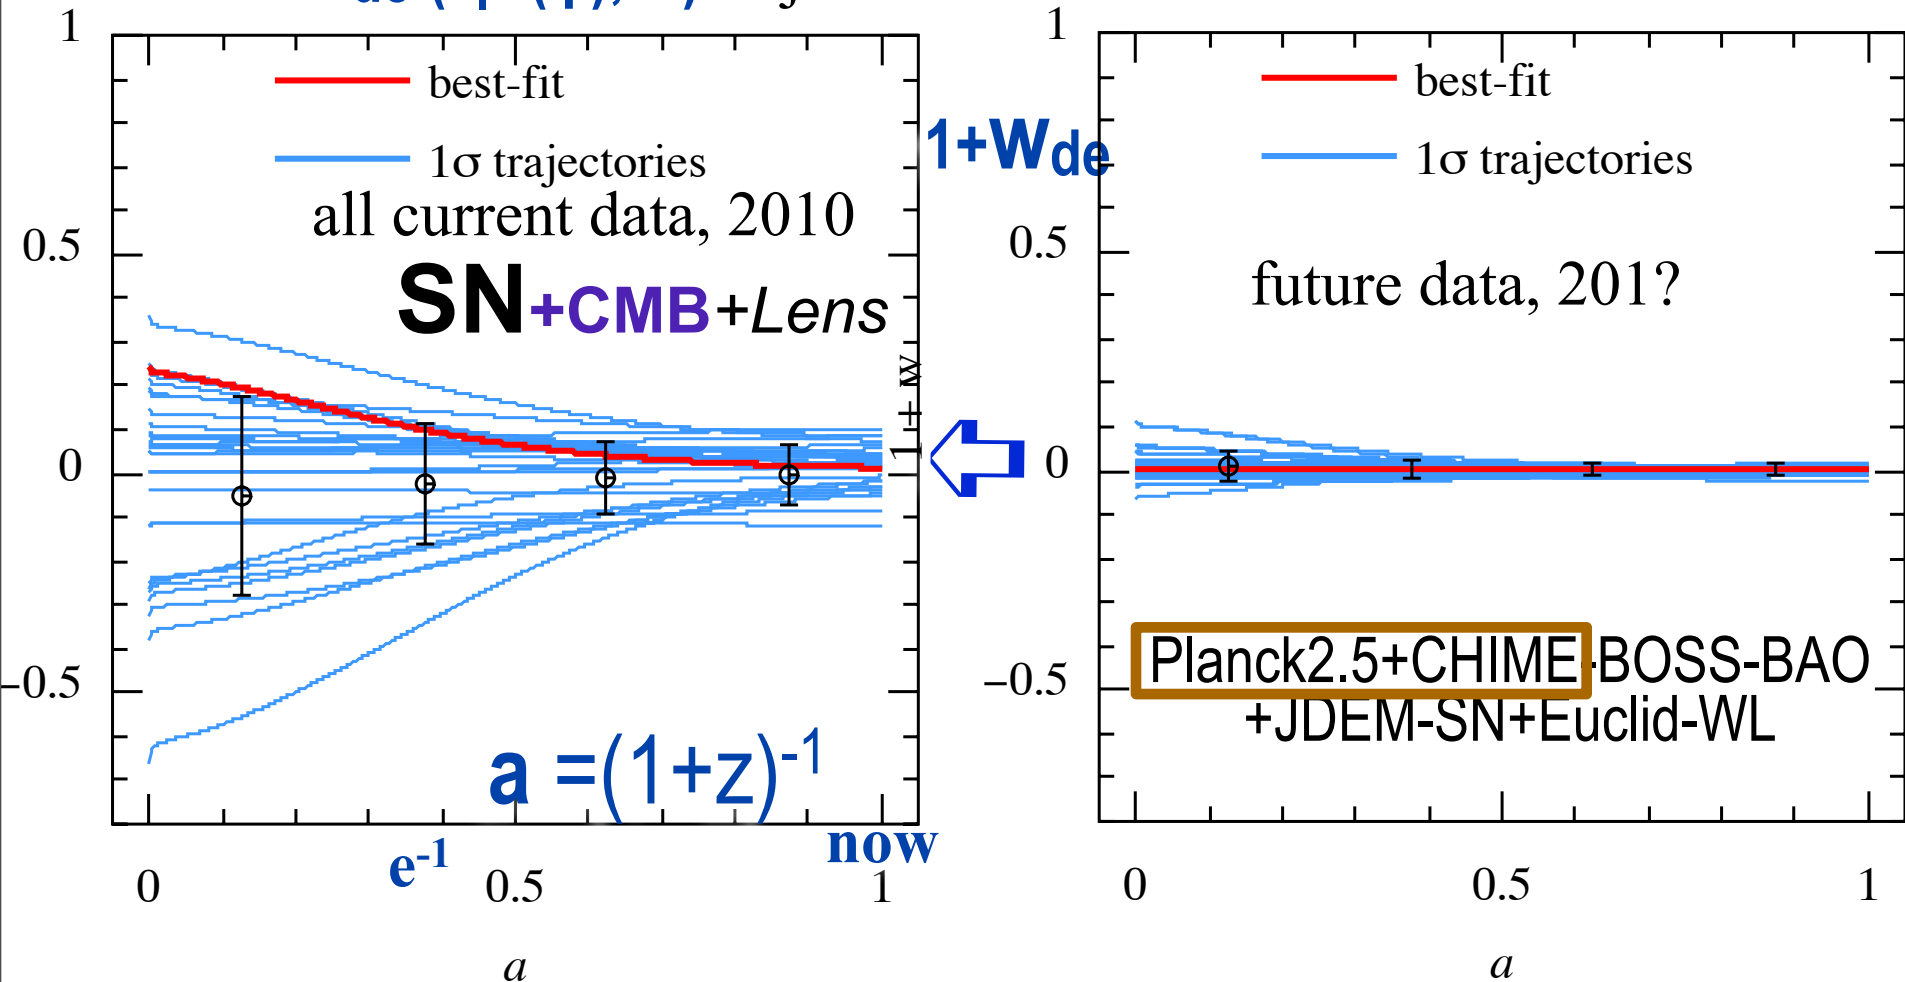 1
best-fit
1σ trajectories
all current data, 2010
0.5
SN+CMB+Lens
0
−0.5
a =(1+z)-1
e-1
now
0
0.5
1
a
1 + w
1+Wde
1
best-fit
1σ trajectories
0.5
future data, 201?
0
−0.5
Planck2.5+CHIME-BOSS-BAO
+JDEM-SN+Euclid-WL
0
0.5
1
a